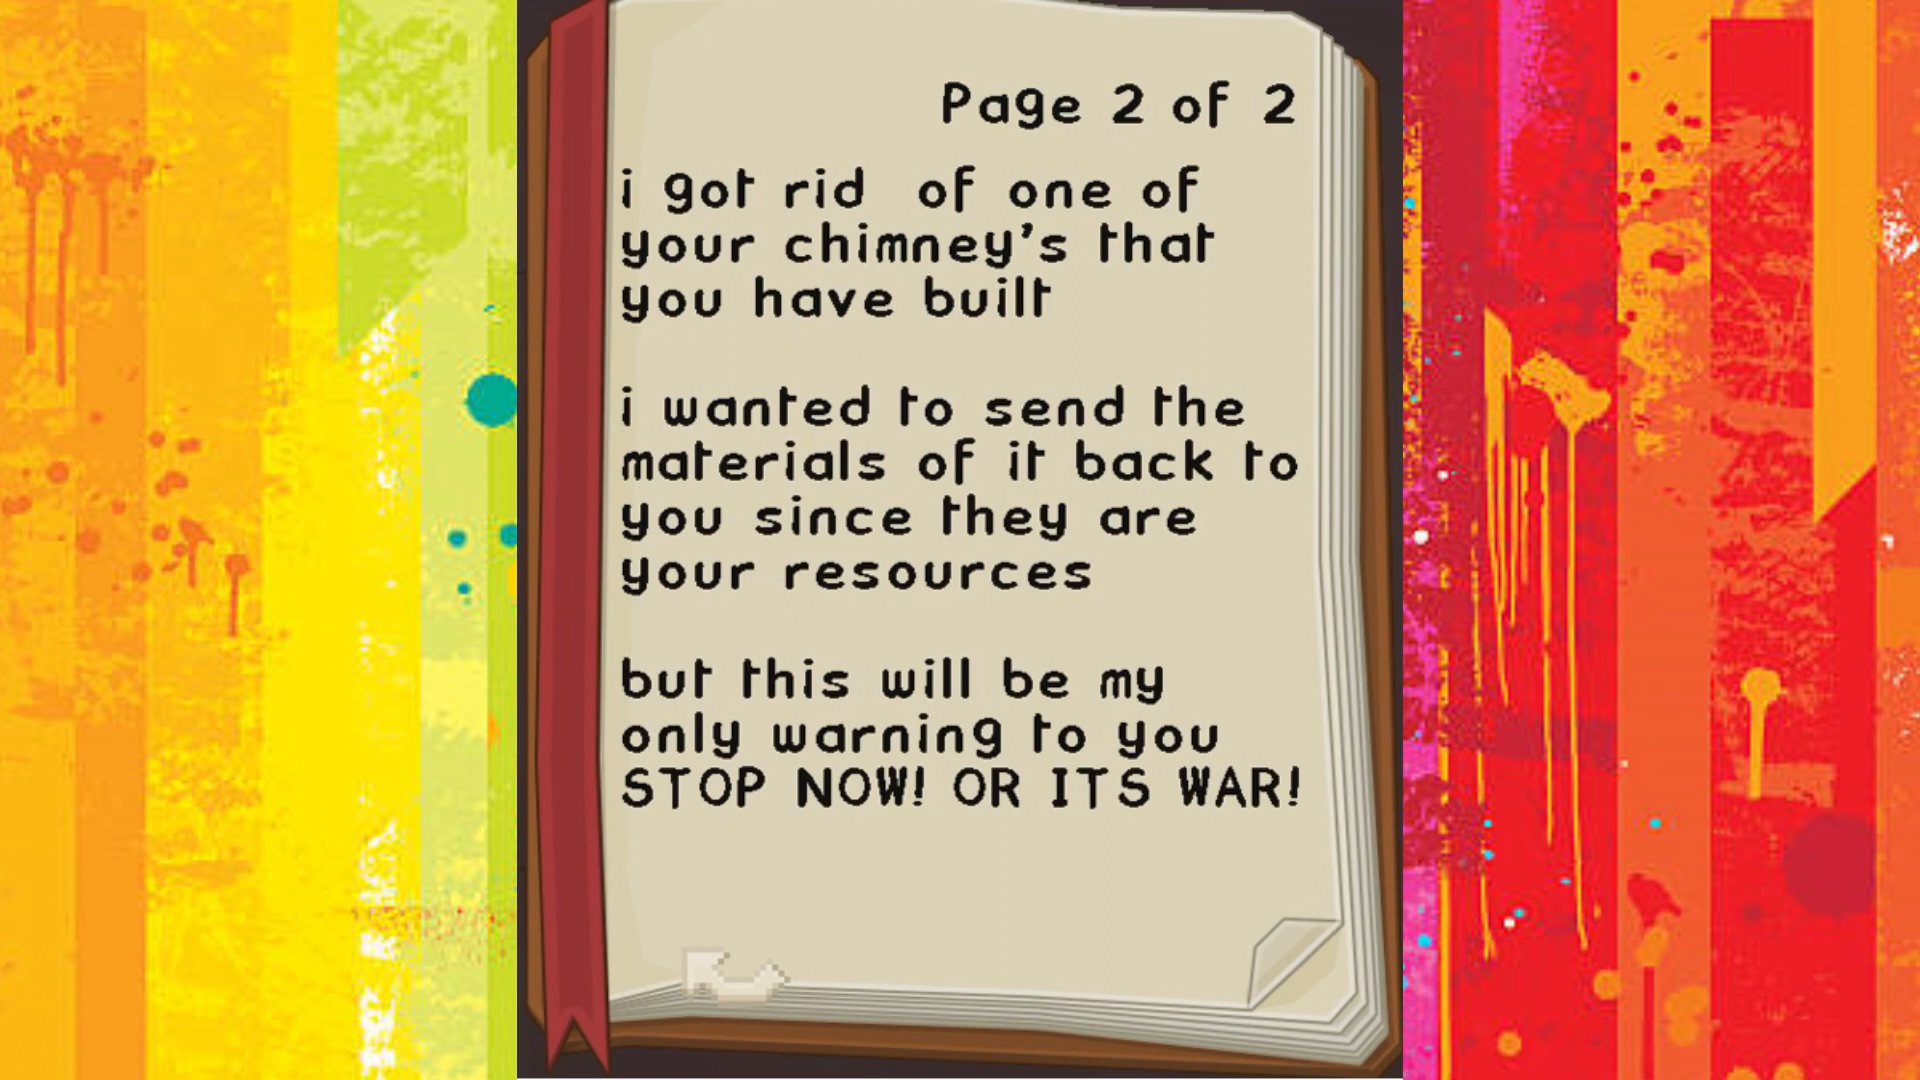 Page 2 of 2
i got rid  of one of
your chimney's that
you have built
i wanted to send the
materials of it back to
you since they are
your resources
but this will be my
only warning to you
STOP NOW! OR ITS WAR!